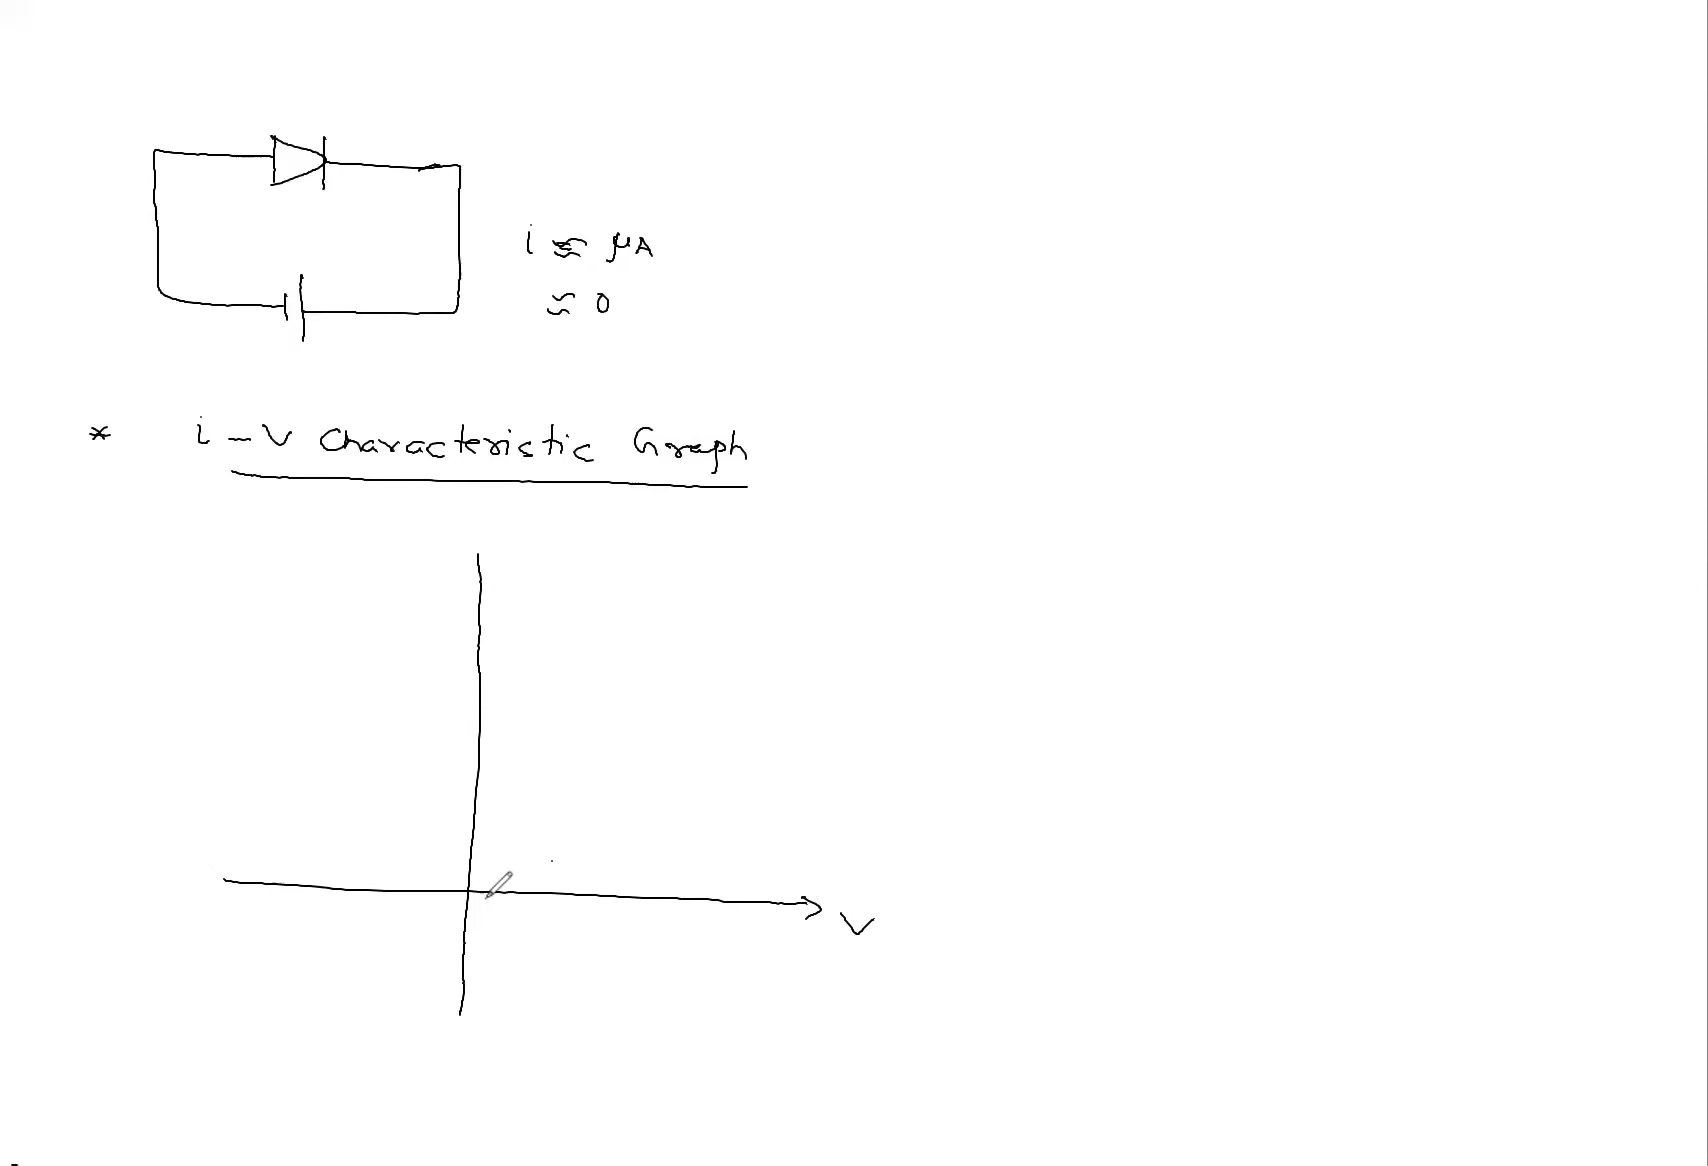 i ≈ μA
≈ 0
* i – V Characteristic Graph
V